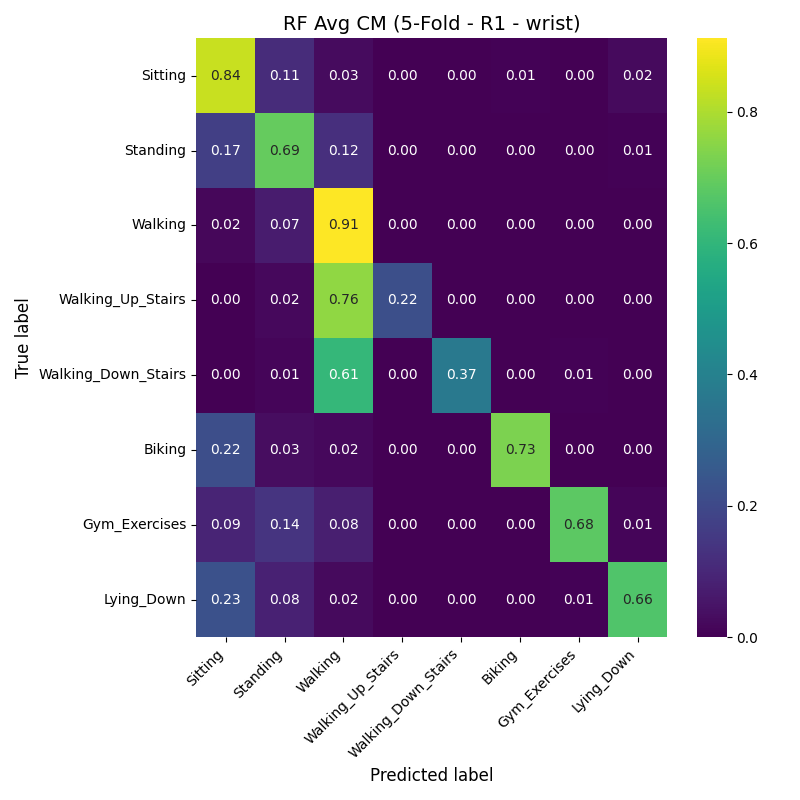 RF Avg CM (5-Fold - R1 - wrist)
True label
Sitting 0.84 0.11 0.03 0.00 0.00 0.01 0.00 0.02
Standing 0.17 0.69 0.12 0.00 0.00 0.00 0.00 0.01
Walking 0.02 0.07 0.91 0.00 0.00 0.00 0.00 0.00
Walking_Up_Stairs 0.00 0.02 0.76 0.22 0.00 0.00 0.00 0.00
Walking_Down_Stairs 0.00 0.01 0.61 0.00 0.37 0.00 0.01 0.00
Biking 0.22 0.03 0.02 0.00 0.00 0.73 0.00 0.00
Gym_Exercises 0.09 0.14 0.08 0.00 0.00 0.00 0.68 0.01
Lying_Down 0.23 0.08 0.02 0.00 0.00 0.00 0.01 0.66
Sitting Standing Walking Walking_Up_Stairs Walking_Down_Stairs Biking Gym_Exercises Lying_Down
Predicted label
0.8
0.6
0.4
0.2
0.0